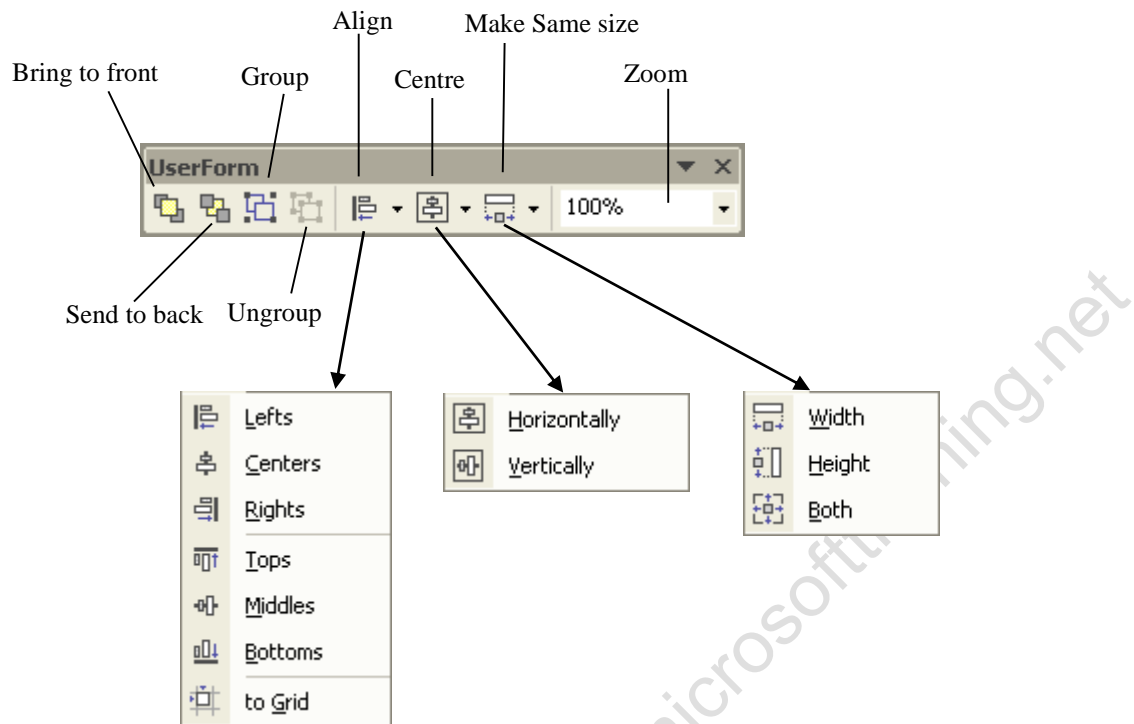 Align
Make Same size
Bring to front
Group
Centre
Zoom
UserForm
100%
Send to back
Ungroup
Lefts
Centers
Rights
Tops
Middles
Bottoms
to Grid
Horizontally
Vertically
Width
Height
Both